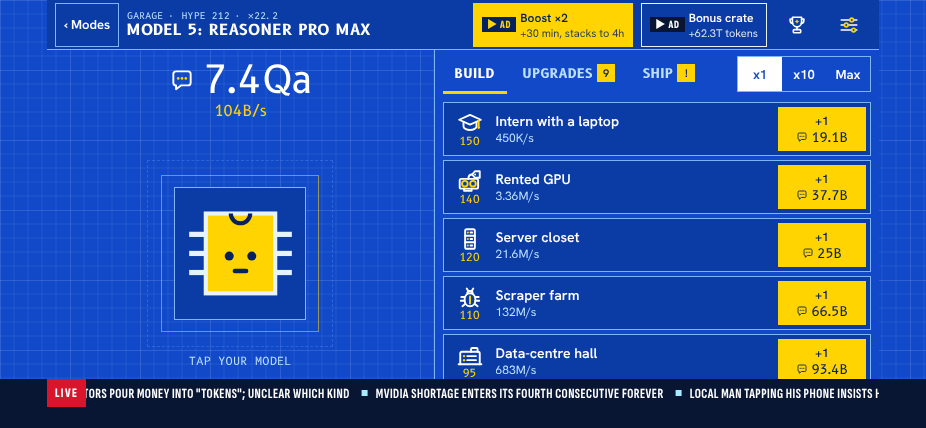 ‹ Modes
GARAGE · HYPE 212 · ×22.2
MODEL 5: REASONER PRO MAX
AD
Boost ×2
+30 min, stacks to 4h
AD
Bonus crate
+62.3T tokens
7.4Qa
104B/s
TAP YOUR MODEL
BUILD
UPGRADES 9
SHIP !
x1
x10
Max
Intern with a laptop
150
450K/s
+1
19.1B
Rented GPU
140
3.36M/s
+1
37.7B
Server closet
120
21.6M/s
+1
25B
Scraper farm
110
132M/s
+1
66.5B
Data-centre hall
95
683M/s
+1
93.4B
LIVE
TORS POUR MONEY INTO "TOKENS"; UNCLEAR WHICH KIND ■ MVIDIA SHORTAGE ENTERS ITS FOURTH CONSECUTIVE FOREVER ■ LOCAL MAN TAPPING HIS PHONE INSISTS